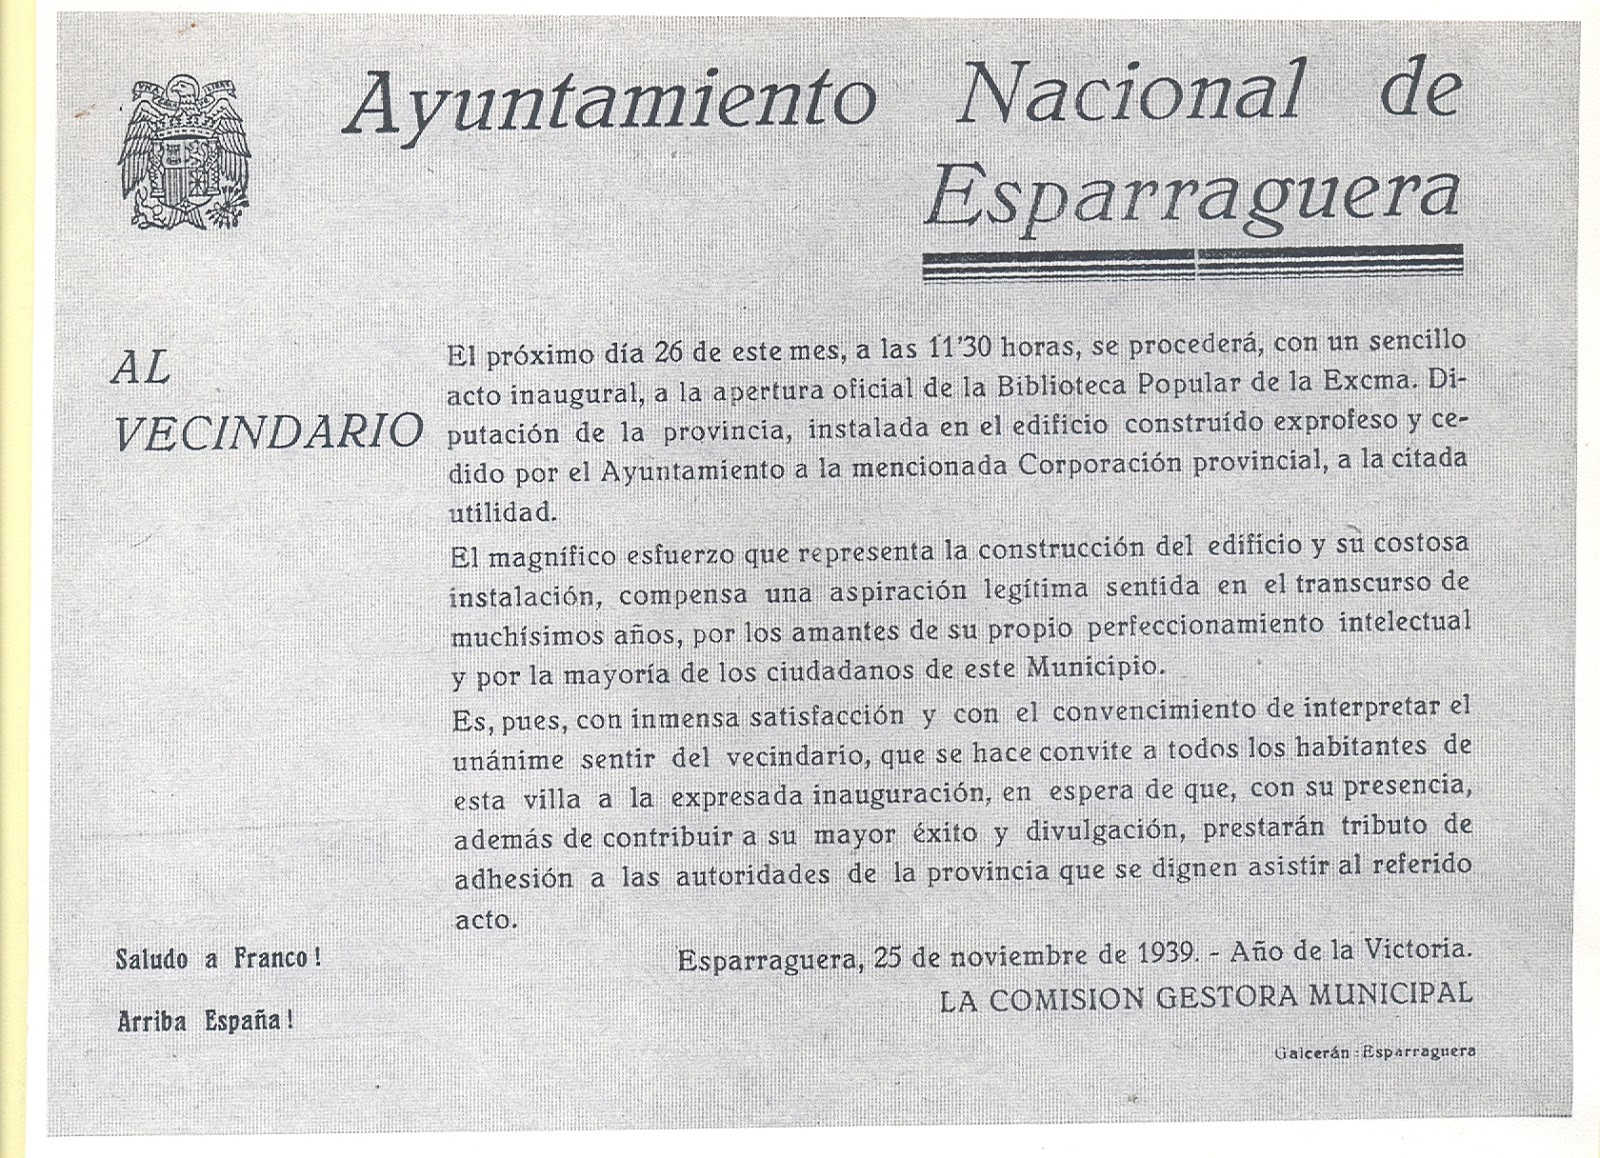 Ayuntamiento Nacional de
Esparraguera
AL
VECINDARIO
El próximo día 26 de este mes, a las 11'30 horas, se procederá, con un sencillo
acto inaugural, a la apertura oficial de la Biblioteca Popular de la Excma. Di-
putación de la provincia, instalada en el edificio construído exprofeso y ce-
dido por el Ayuntamiento a la mencionada Corporación provincial, a la citada
utilidad.
El magnífico esfuerzo que representa la construcción del edificio y su costosa
instalación, compensa una aspiración legítima sentida en el transcurso de
muchísimos años, por los amantes de su propio perfeccionamiento intelectual
y por la mayoría de los ciudadanos de este Municipio.
Es, pues, con inmensa satisfacción y con el convencimiento de interpretar el
unánime sentir del vecindario, que se hace convite a todos los habitantes de
esta villa a la expresada inauguración, en espera de que, con su presencia,
además de contribuir a su mayor éxito y divulgación, prestarán tributo de
adhesión a las autoridades de la provincia que se dignen asistir al referido
acto.
Saludo a Franco!
Arriba España!
Esparraguera, 25 de noviembre de 1939. - Año de la Victoria.
LA COMISION GESTORA MUNICIPAL
Galcerán : Esparraguera